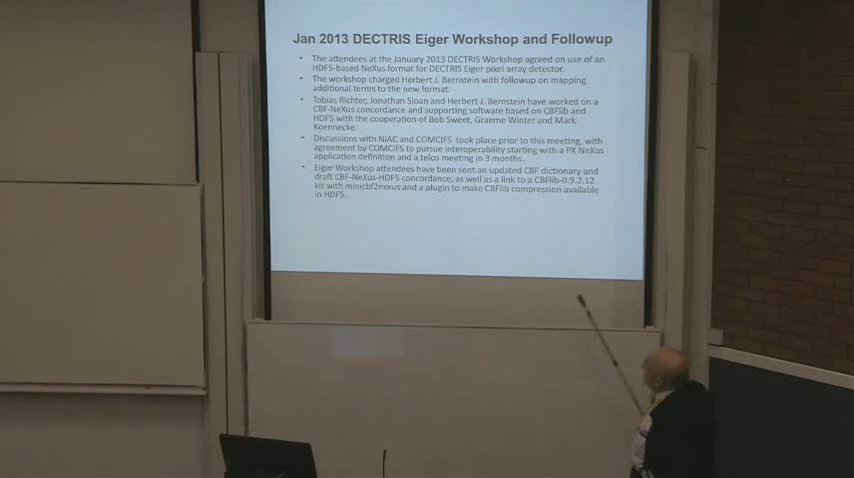 Jan 2013 DECTRIS Eiger Workshop and Followup
• The attendees at the January 2013 DECTRIS Workshop agreed on use of an
HDF5-based NeXus format for DECTRIS Eiger pixel array detector.
• The workshop charged Herbert J. Bernstein with followup on mapping
additional terms to the new format.
• Tobias Richter, Jonathan Sloan and Herbert J. Bernstein have worked on a
CBF-NeXus concordance and supporting software based on CBFlib and
HDF5 with the cooperation of Bob Sweet, Graeme Winter and Mark
Koennecke.
• Discussions with NIAC and COMCIFS took place prior to this meeting, with
agreement by COMCIFS to pursue interoperability starting with a PX NeXus
application definition and a telco meeting in 3 months.
• Eiger Workshop attendees have been sent an updated CBF dictionary and
draft CBF-NeXus-HDF5 concordance, as well as a link to a CBFlib-0.9.2.12
kit with minicbf2nexus and a plugin to make CBFlib compression available
in HDF5.